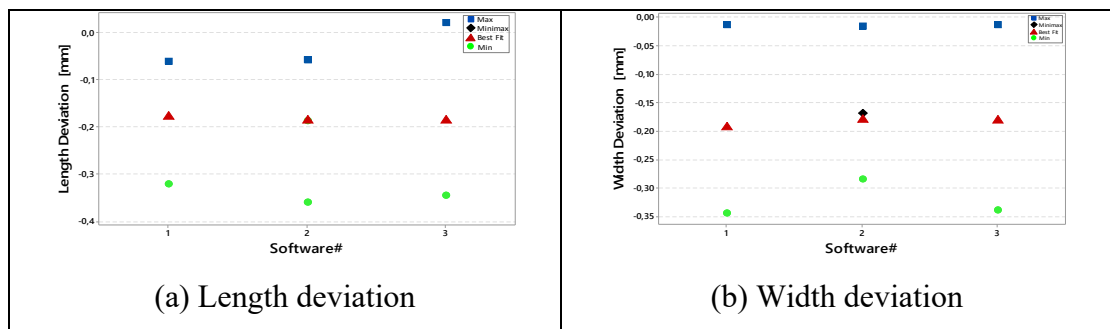 Length Deviation [mm]
0,0
-0,1
-0,2
-0,3
-0,4
Max
Minimax
Best Fit
Min
1
2
3
Software#
(a) Length deviation
Width Deviation [mm]
0,00
-0,05
-0,10
-0,15
-0,20
-0,25
-0,30
-0,35
Max
Minimax
Best Fit
Min
1
2
3
Software#
(b) Width deviation